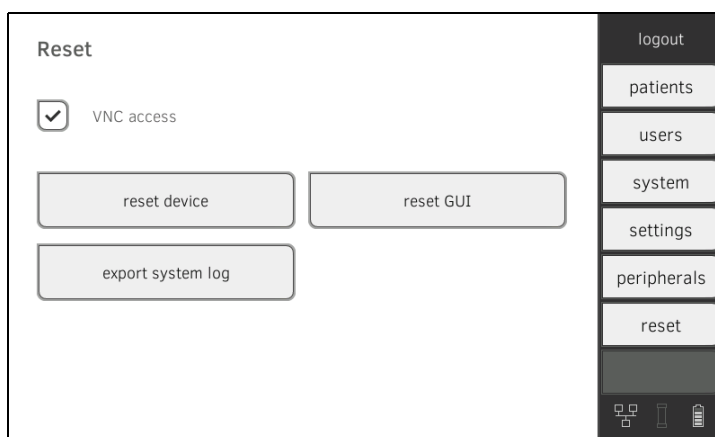 Reset
VNC access
reset device
reset GUI
export system log
logout
patients
users
system
settings
peripherals
reset